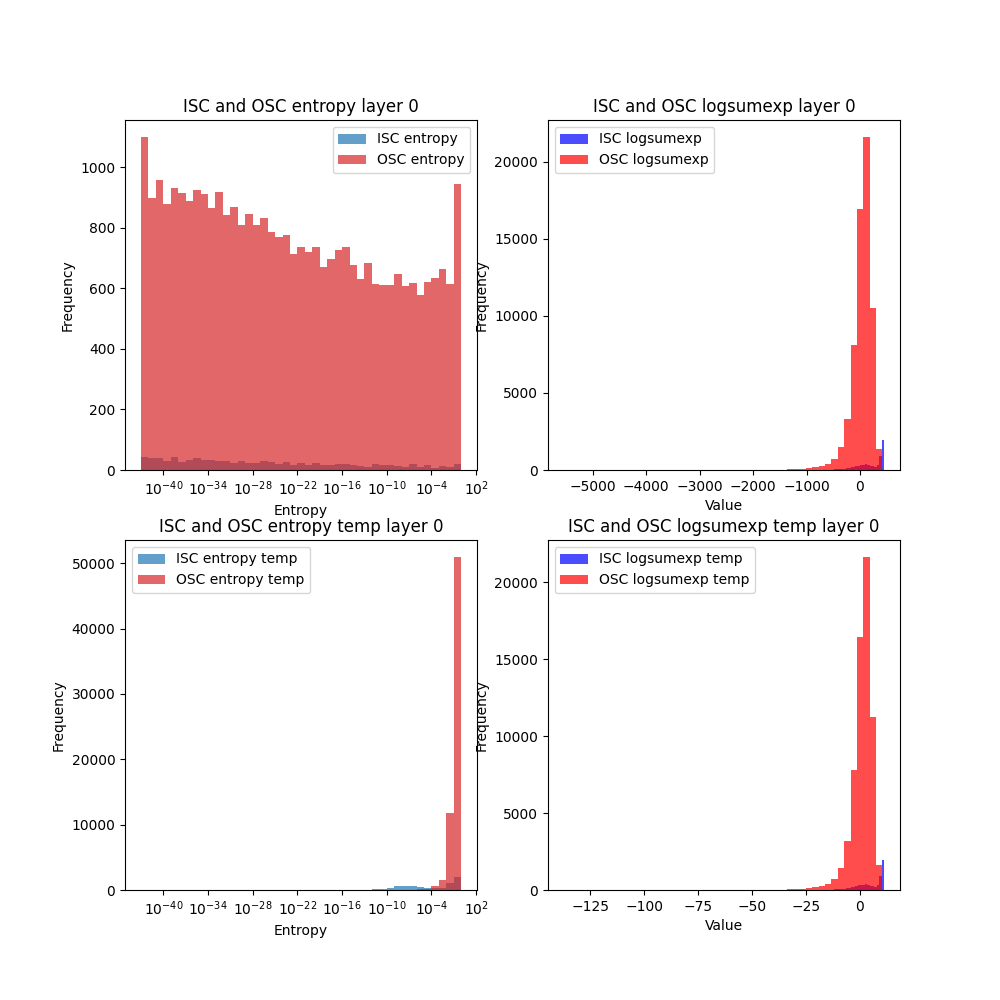 ISC and OSC entropy layer 0
ISC entropy
OSC entropy
1000
800
600
400
200
0
Frequency
10⁻⁴⁰ 10⁻³⁴ 10⁻²⁸ 10⁻²² 10⁻¹⁶ 10⁻¹⁰ 10⁻⁴ 10²
Entropy
ISC and OSC logsumexp layer 0
ISC logsumexp
OSC logsumexp
20000
15000
10000
5000
0
Frequency
−5000 −4000 −3000 −2000 −1000 0
Value
ISC and OSC entropy temp layer 0
ISC entropy temp
OSC entropy temp
50000
40000
30000
20000
10000
0
Frequency
10⁻⁴⁰ 10⁻³⁴ 10⁻²⁸ 10⁻²² 10⁻¹⁶ 10⁻¹⁰ 10⁻⁴ 10²
Entropy
ISC and OSC logsumexp temp layer 0
ISC logsumexp temp
OSC logsumexp temp
20000
15000
10000
5000
0
Frequency
−125 −100 −75 −50 −25 0
Value